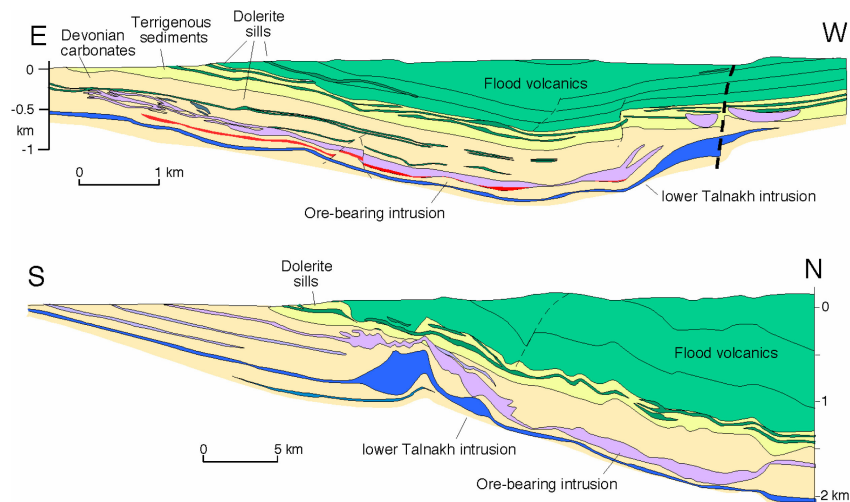 E
W
Devonian
carbonates
Terrigenous
sediments
Dolerite
sills
0
-0.5
km
-1
Flood volcanics
0 1 km
Ore-bearing intrusion
lower Talnakh intrusion
S
N
Dolerite
sills
0
Flood volcanics
1
0 5 km
lower Talnakh intrusion
Ore-bearing intrusion
2 km